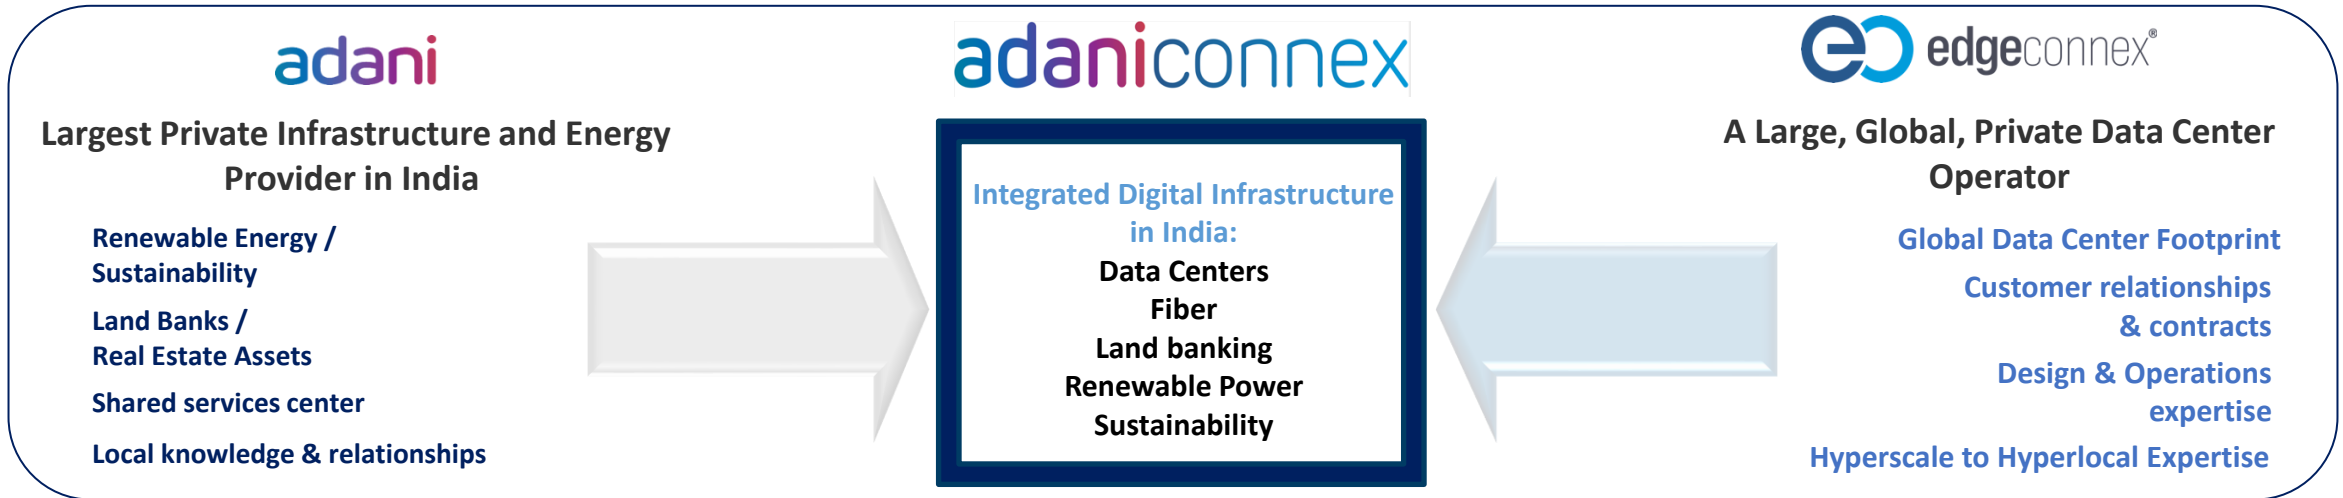 adani
Largest Private Infrastructure and Energy
Provider in India
Renewable Energy /
Sustainability
Land Banks /
Real Estate Assets
Shared services center
Local knowledge & relationships
adaniconnex
Integrated Digital Infrastructure
in India:
Data Centers
Fiber
Land banking
Renewable Power
Sustainability
edgeconnex®
A Large, Global, Private Data Center
Operator
Global Data Center Footprint
Customer relationships
& contracts
Design & Operations
expertise
Hyperscale to Hyperlocal Expertise